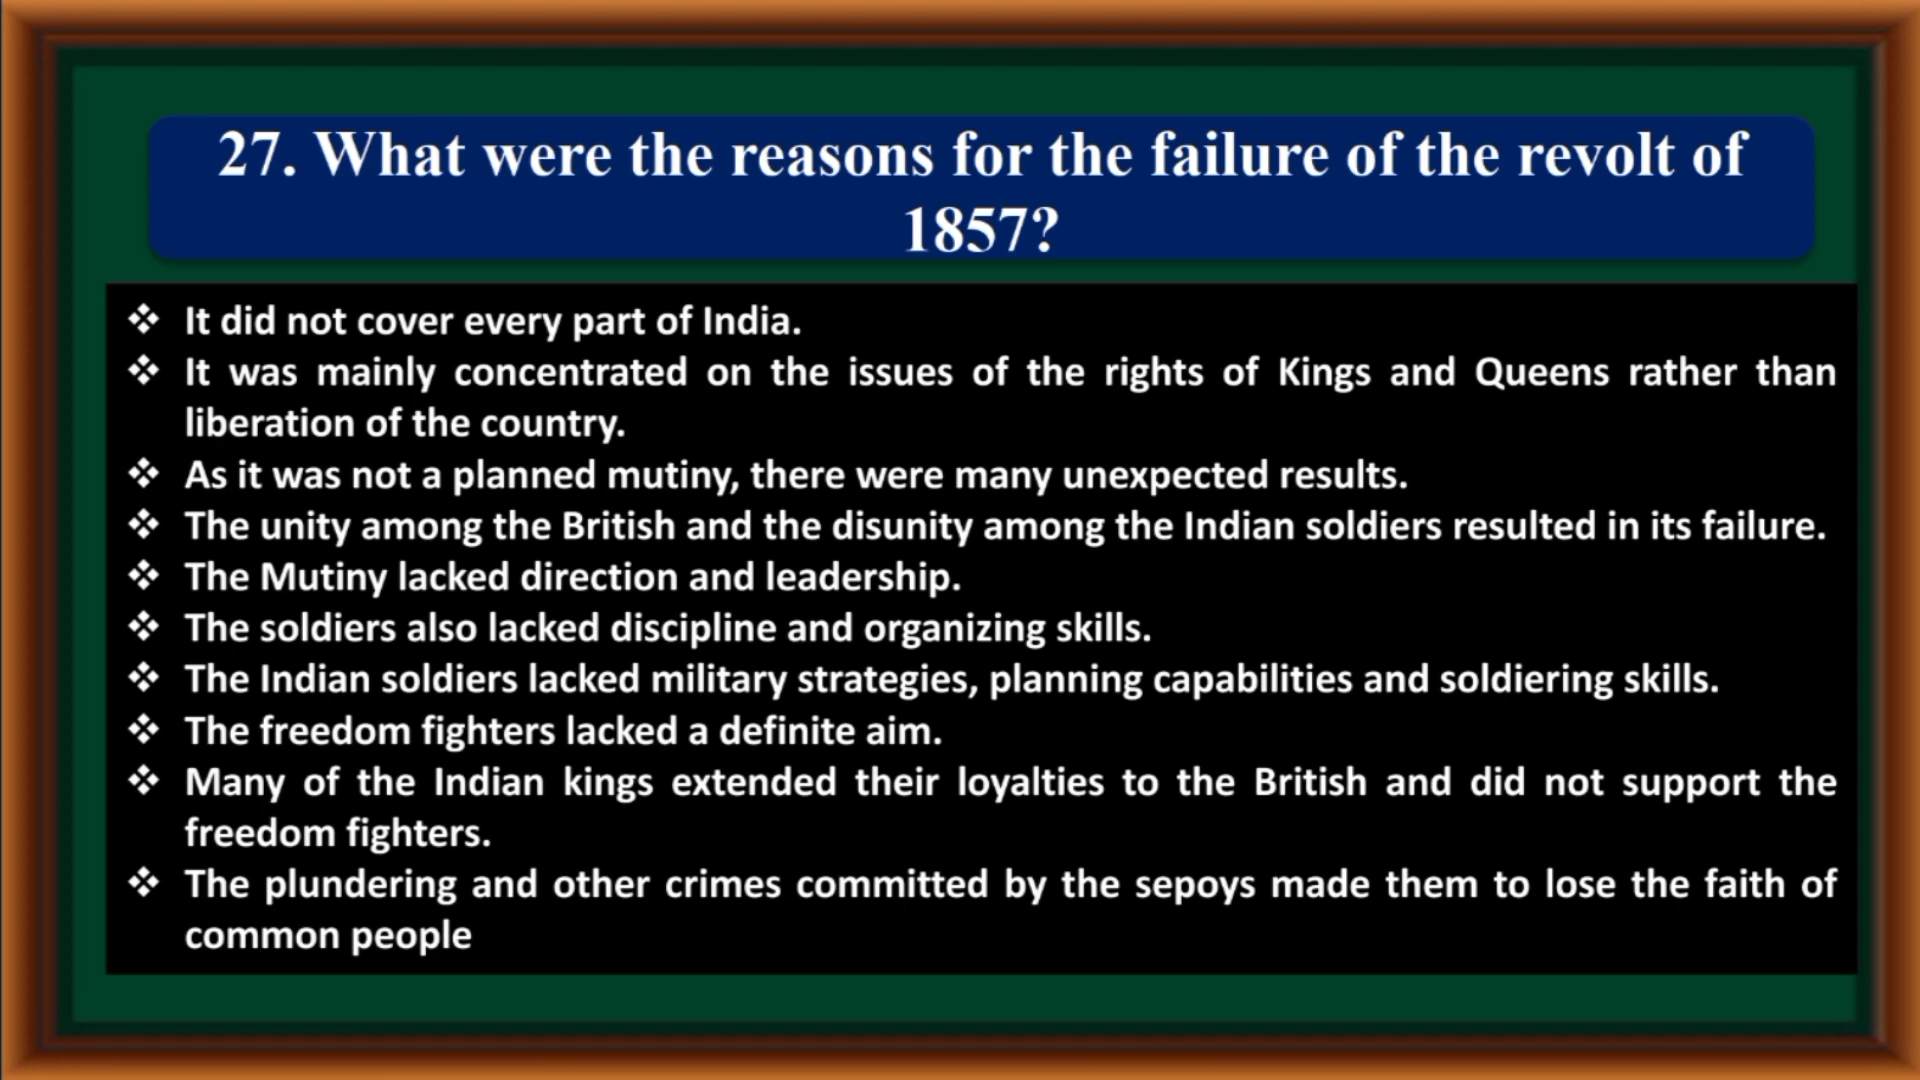 27. What were the reasons for the failure of the revolt of
1857?
❖ It did not cover every part of India.
❖ It was mainly concentrated on the issues of the rights of Kings and Queens rather than
liberation of the country.
❖ As it was not a planned mutiny, there were many unexpected results.
❖ The unity among the British and the disunity among the Indian soldiers resulted in its failure.
❖ The Mutiny lacked direction and leadership.
❖ The soldiers also lacked discipline and organizing skills.
❖ The Indian soldiers lacked military strategies, planning capabilities and soldiering skills.
❖ The freedom fighters lacked a definite aim.
❖ Many of the Indian kings extended their loyalties to the British and did not support the
freedom fighters.
❖ The plundering and other crimes committed by the sepoys made them to lose the faith of
common people